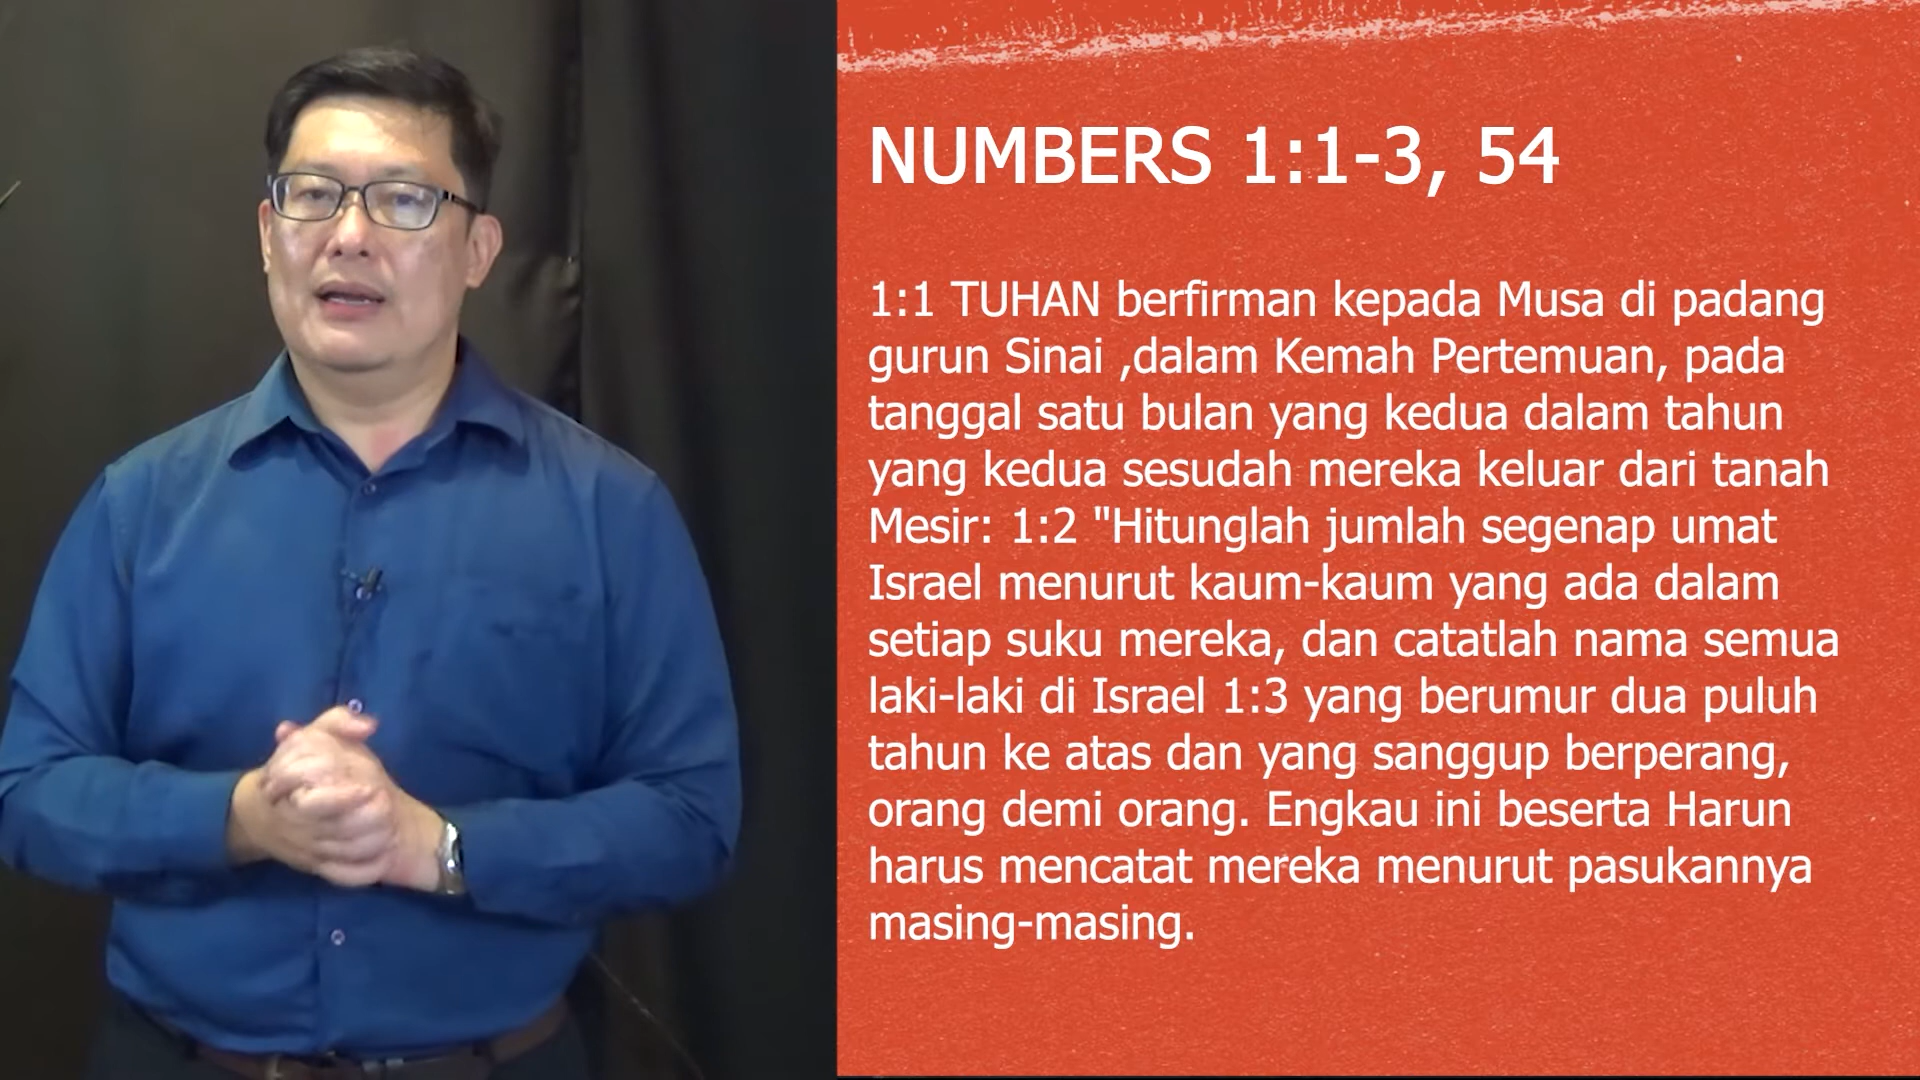 NUMBERS 1:1-3, 54
1:1 TUHAN berfirman kepada Musa di padang
gurun Sinai ,dalam Kemah Pertemuan, pada
tanggal satu bulan yang kedua dalam tahun
yang kedua sesudah mereka keluar dari tanah
Mesir: 1:2 "Hitunglah jumlah segenap umat
Israel menurut kaum-kaum yang ada dalam
setiap suku mereka, dan catatlah nama semua
laki-laki di Israel 1:3 yang berumur dua puluh
tahun ke atas dan yang sanggup berperang,
orang demi orang. Engkau ini beserta Harun
harus mencatat mereka menurut pasukannya
masing-masing.